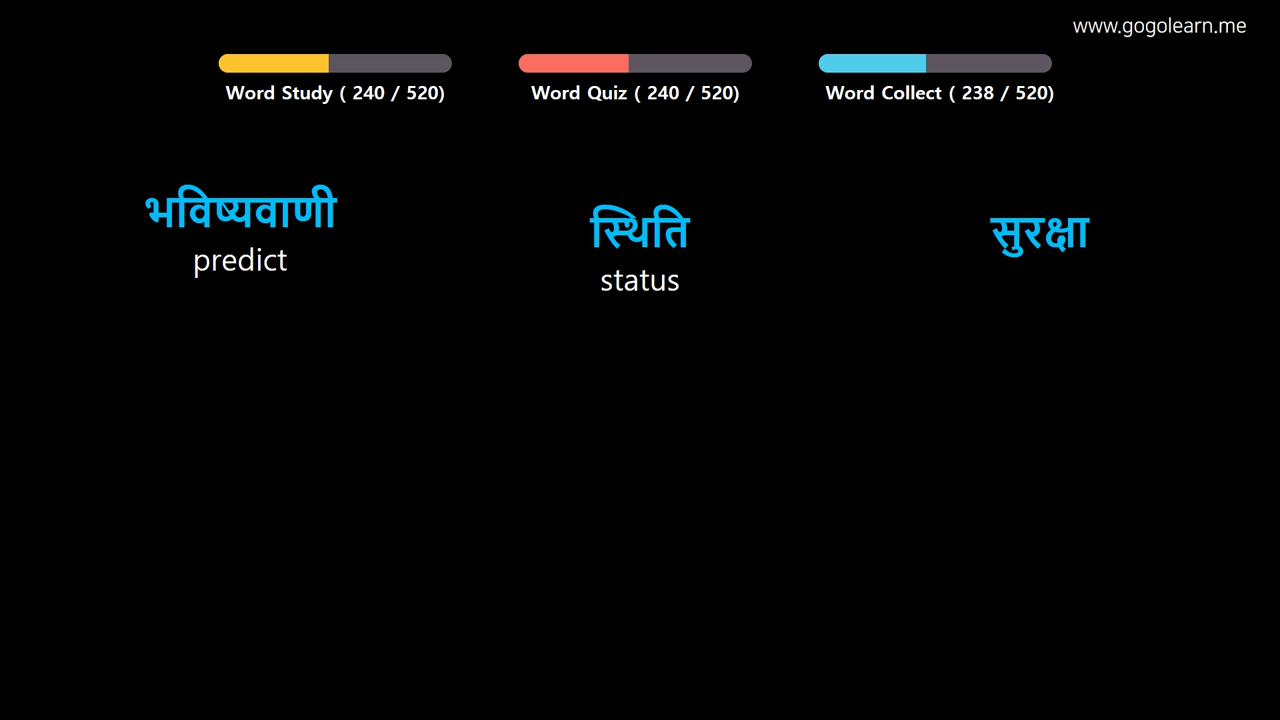 www.gogolearn.me
Word Study ( 240 / 520)
Word Quiz ( 240 / 520)
Word Collect ( 238 / 520)
भविष्यवाणी
predict
स्थिति
status
सुरक्षा